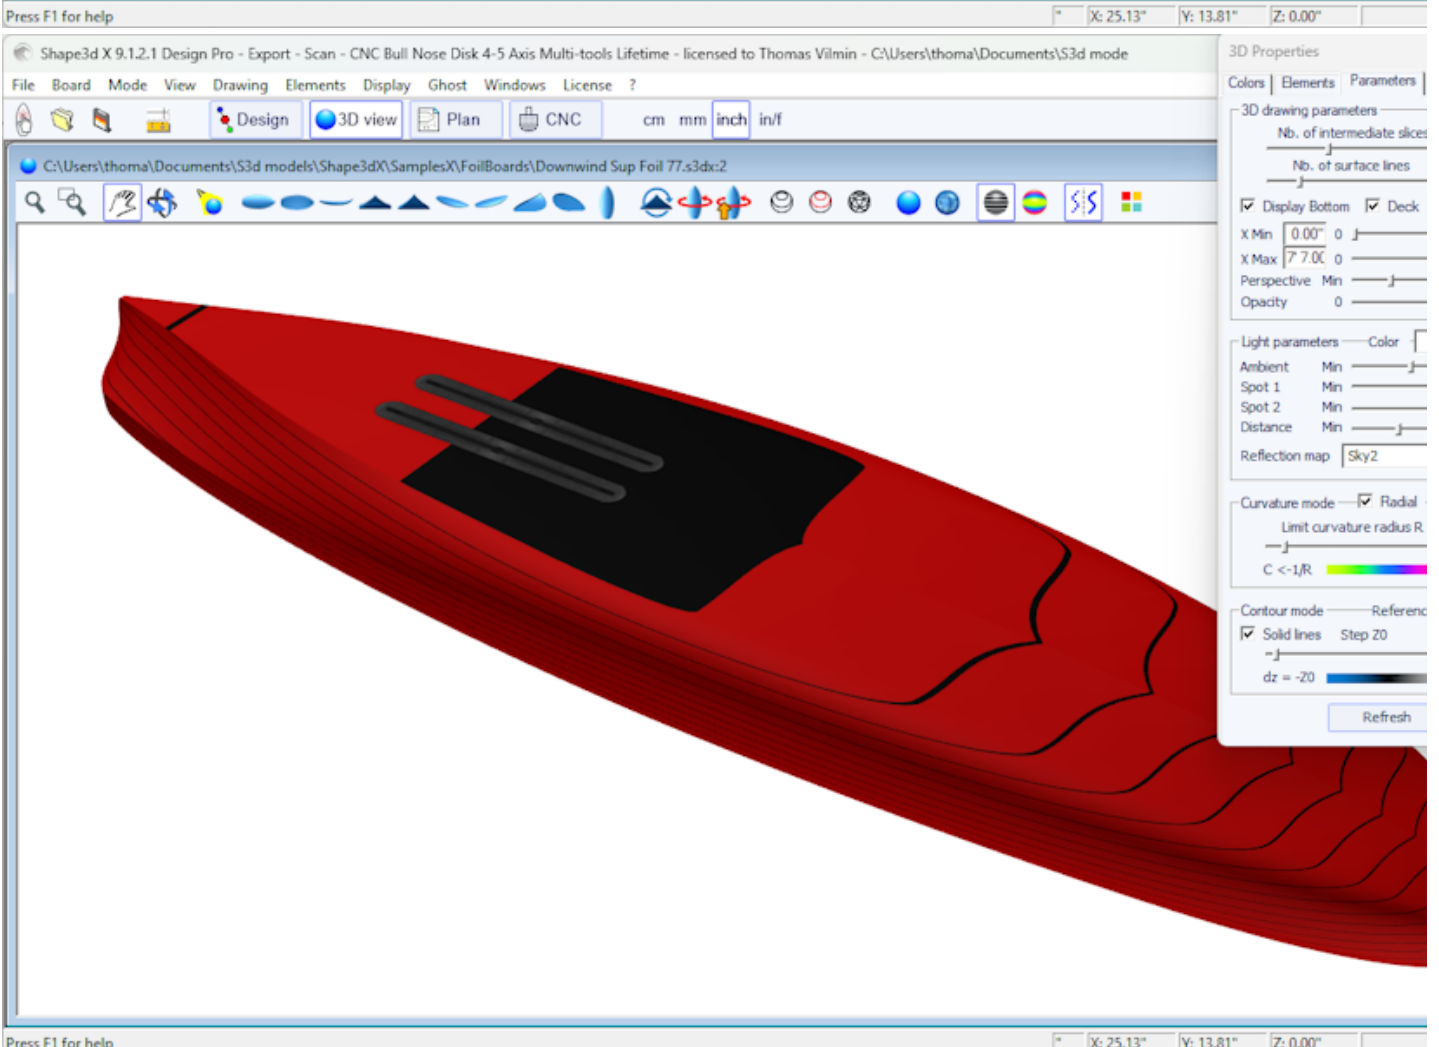 Press F1 for help " X: 25.13" Y: 13.81" Z: 0.00"
Shape3d X 9.1.2.1 Design Pro - Export - Scan - CNC Bull Nose Disk 4-5 Axis Multi-tools Lifetime - licensed to Thomas Vilmin - C:\Users\thoma\Documents\S3d mode
File Board Mode View Drawing Elements Display Ghost Windows License ?
Design 3D view Plan CNC cm mm inch in/f
C:\Users\thoma\Documents\S3d models\Shape3dX\SamplesX\FoilBoards\Downwind Sup Foil 77.s3dx:2
3D Properties
Colors Elements Parameters
3D drawing parameters
Nb. of intermediate slices
Nb. of surface lines
Display Bottom Deck
X Min 0.00" 0
X Max 7' 7.00 0
Perspective Min
Opacity 0
Light parameters Color
Ambient Min
Spot 1 Min
Spot 2 Min
Distance Min
Reflection map Sky2
Curvature mode Radial
Limit curvature radius R
C <-1/R
Contour mode Referenc
Solid lines Step Z0
dz = -Z0
Refresh
Press F1 for help " X: 25.13" Y: 13.81" Z: 0.00"